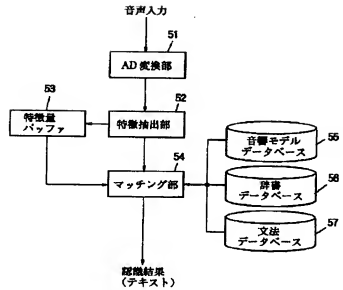 音声入力
51
AD変換部
53
52
特徴量
バッファ
特徴抽出部
54
マッチング部
音響モデル
データベース
55
辞書
データベース
56
文法
データベース
57
認識結果
(テキスト)